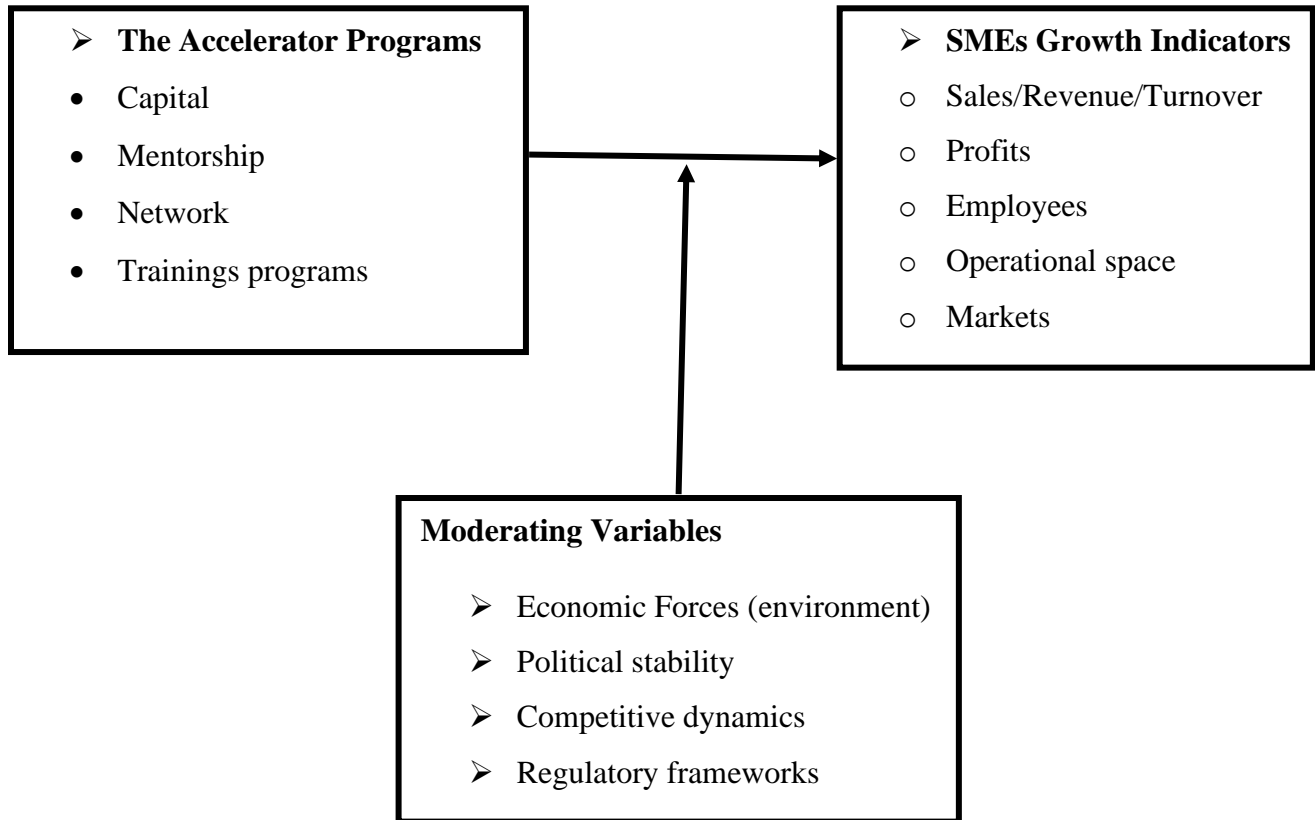 ➢ The Accelerator Programs
• Capital
• Mentorship
• Network
• Trainings programs
➢ SMEs Growth Indicators
o Sales/Revenue/Turnover
o Profits
o Employees
o Operational space
o Markets
Moderating Variables
➢ Economic Forces (environment)
➢ Political stability
➢ Competitive dynamics
➢ Regulatory frameworks